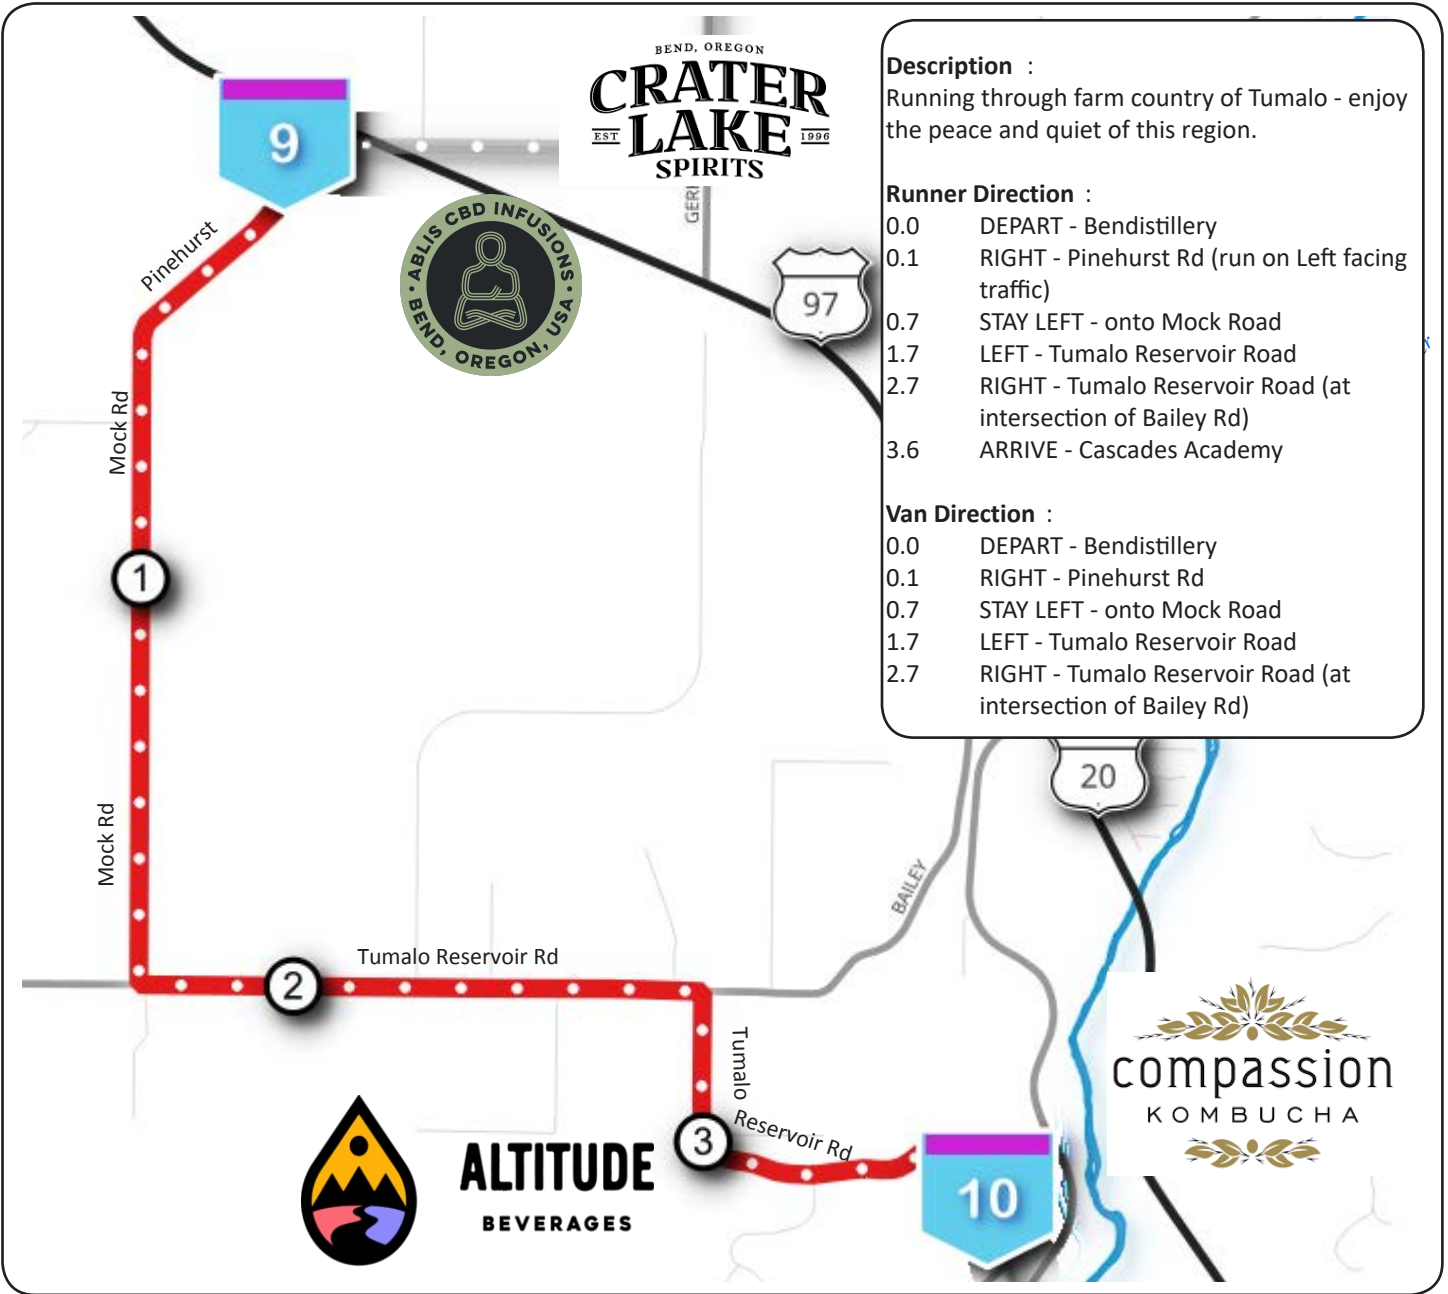 BEND, OREGON
CRATER
LAKE
EST 1996
SPIRITS
9
ABLIS CBD INFUSIONS
BEND, OREGON, USA
Pinehurst
97
Mock Rd
1
Mock Rd
Description :
Running through farm country of Tumalo - enjoy
the peace and quiet of this region.
Runner Direction :
0.0 DEPART - Bendistillery
0.1 RIGHT - Pinehurst Rd (run on Left facing
traffic)
0.7 STAY LEFT - onto Mock Road
1.7 LEFT - Tumalo Reservoir Road
2.7 RIGHT - Tumalo Reservoir Road (at
intersection of Bailey Rd)
3.6 ARRIVE - Cascades Academy
Van Direction :
0.0 DEPART - Bendistillery
0.1 RIGHT - Pinehurst Rd
0.7 STAY LEFT - onto Mock Road
1.7 LEFT - Tumalo Reservoir Road
2.7 RIGHT - Tumalo Reservoir Road (at
intersection of Bailey Rd)
20
BAILEY
Tumalo Reservoir Rd
2
Tumalo
Reservoir Rd
3
10
ALTITUDE
BEVERAGES
compassion
KOMBUCHA